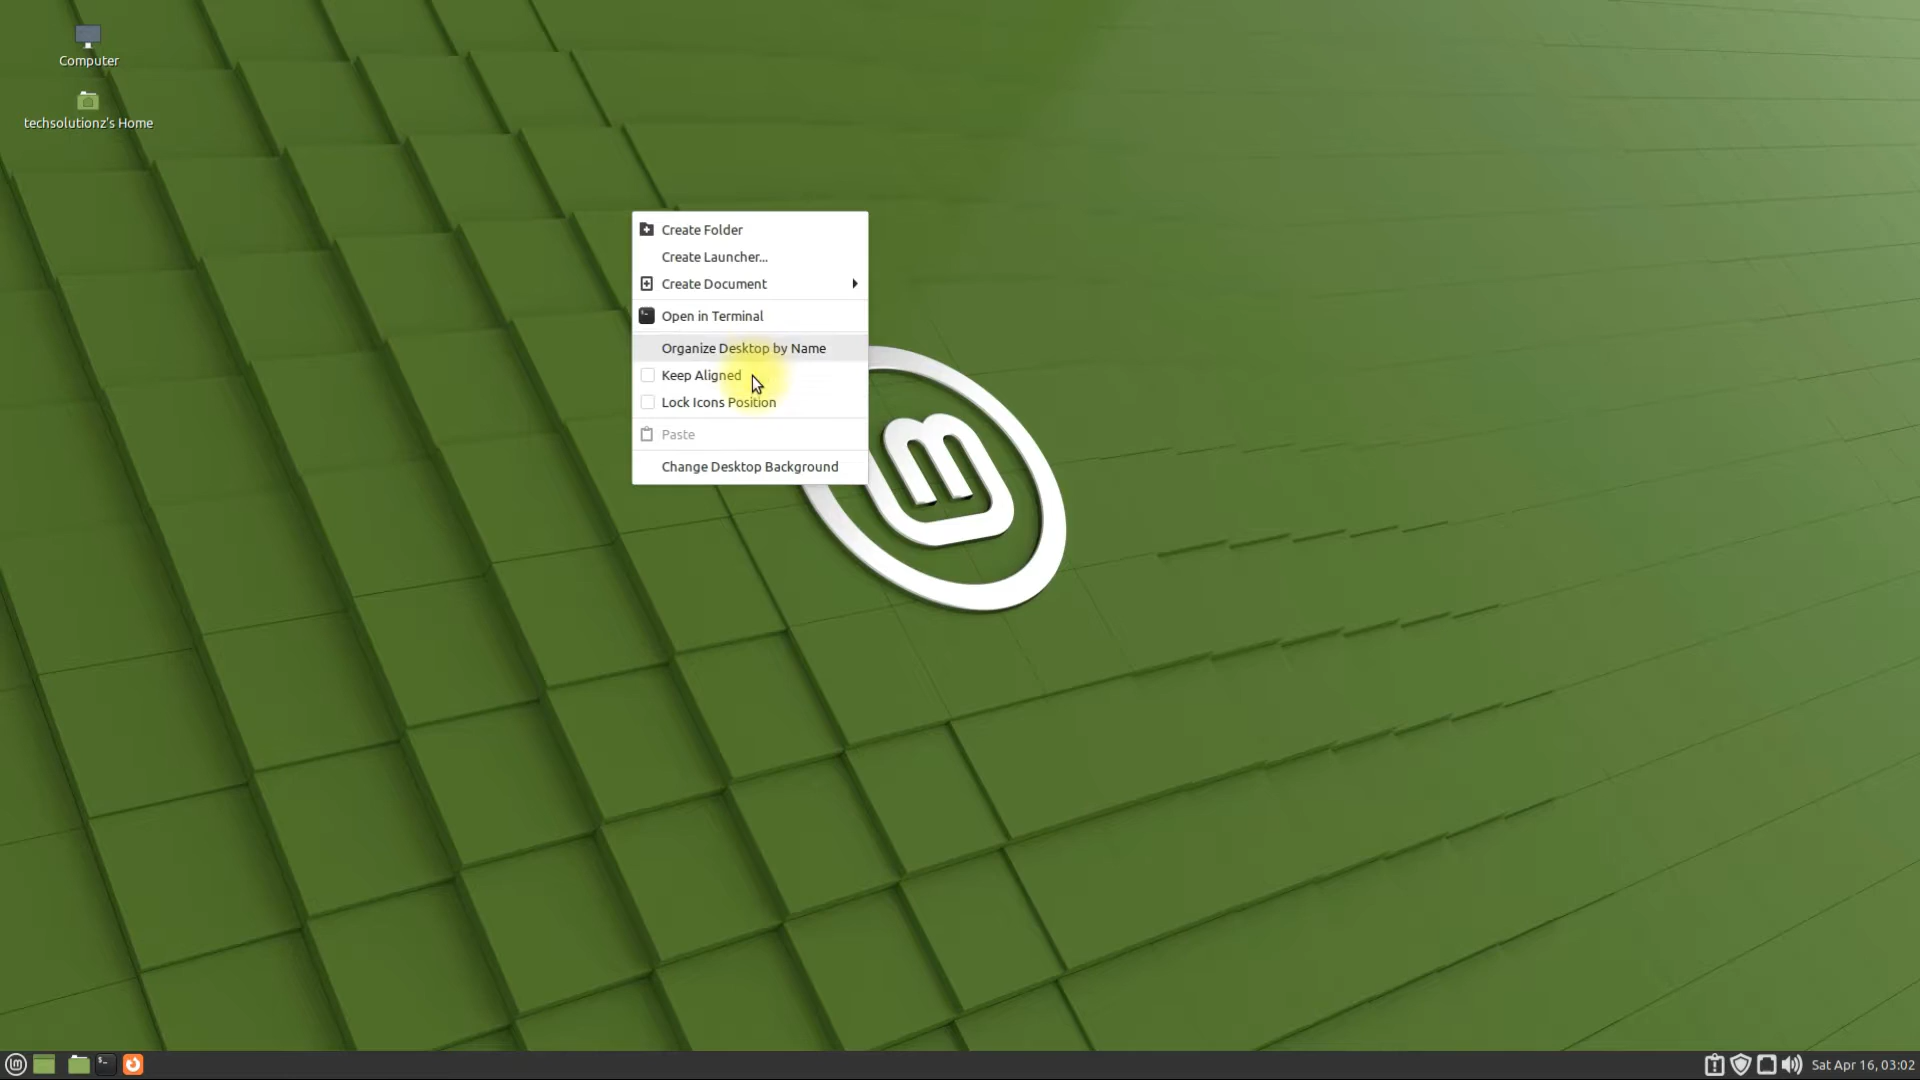 Computer
techsolutionz's Home
Create Folder
Create Launcher...
Create Document
Open in Terminal
Organize Desktop by Name
Keep Aligned
Lock Icons Position
Paste
Change Desktop Background
Sat Apr 16, 03:02